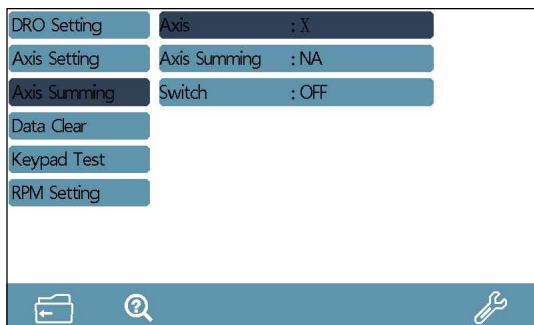 DRO Setting
Axis : X
Axis Setting
Axis Summing : NA
Axis Summing
Switch : OFF
Data Clear
Keypad Test
RPM Setting